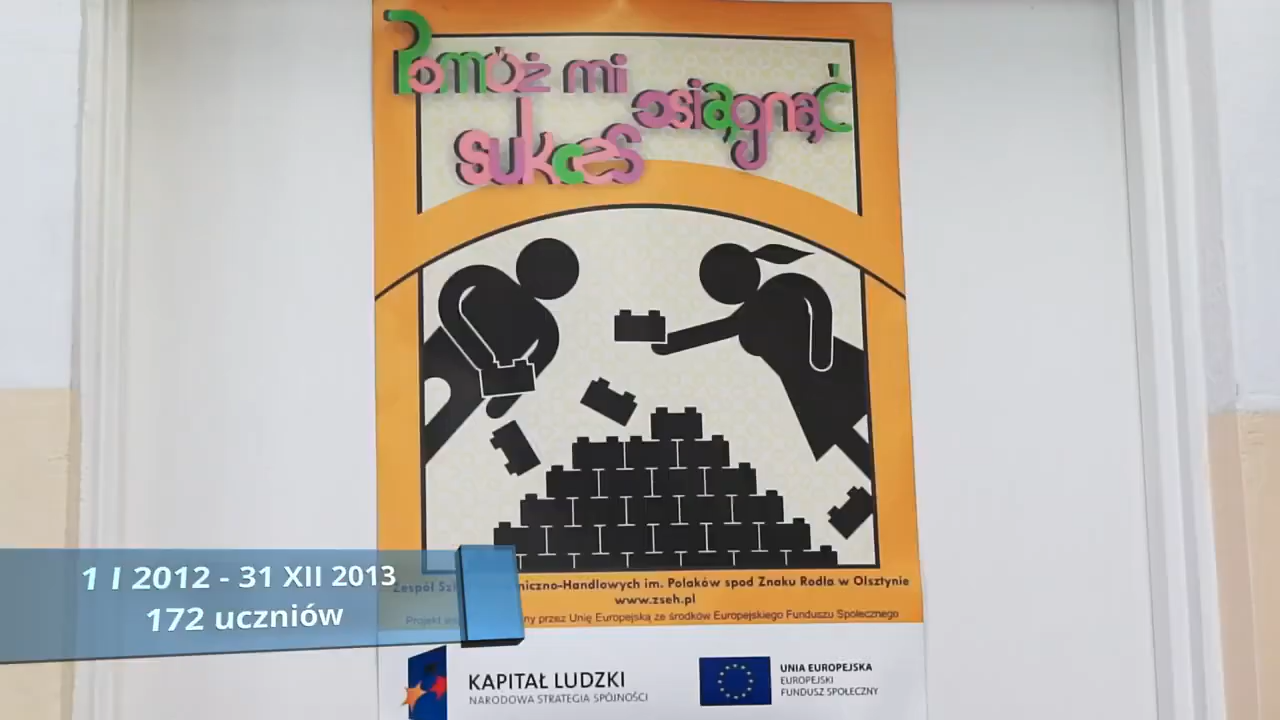 Pomóż mi
osiągnąć
sukces
1 I 2012 - 31 XII 2013
172 uczniów
Zespół niczno-Handlowych im. Polaków spod Znaku Rodła w Olsztynie
www.zseh.pl
Projekt przez Unię Europejską ze środków Europejskiego Funduszu Społecznego
KAPITAŁ LUDZKI
NARODOWA STRATEGIA SPÓJNOŚCI
UNIA EUROPEJSKA
EUROPEJSKI
FUNDUSZ SPOŁECZNY